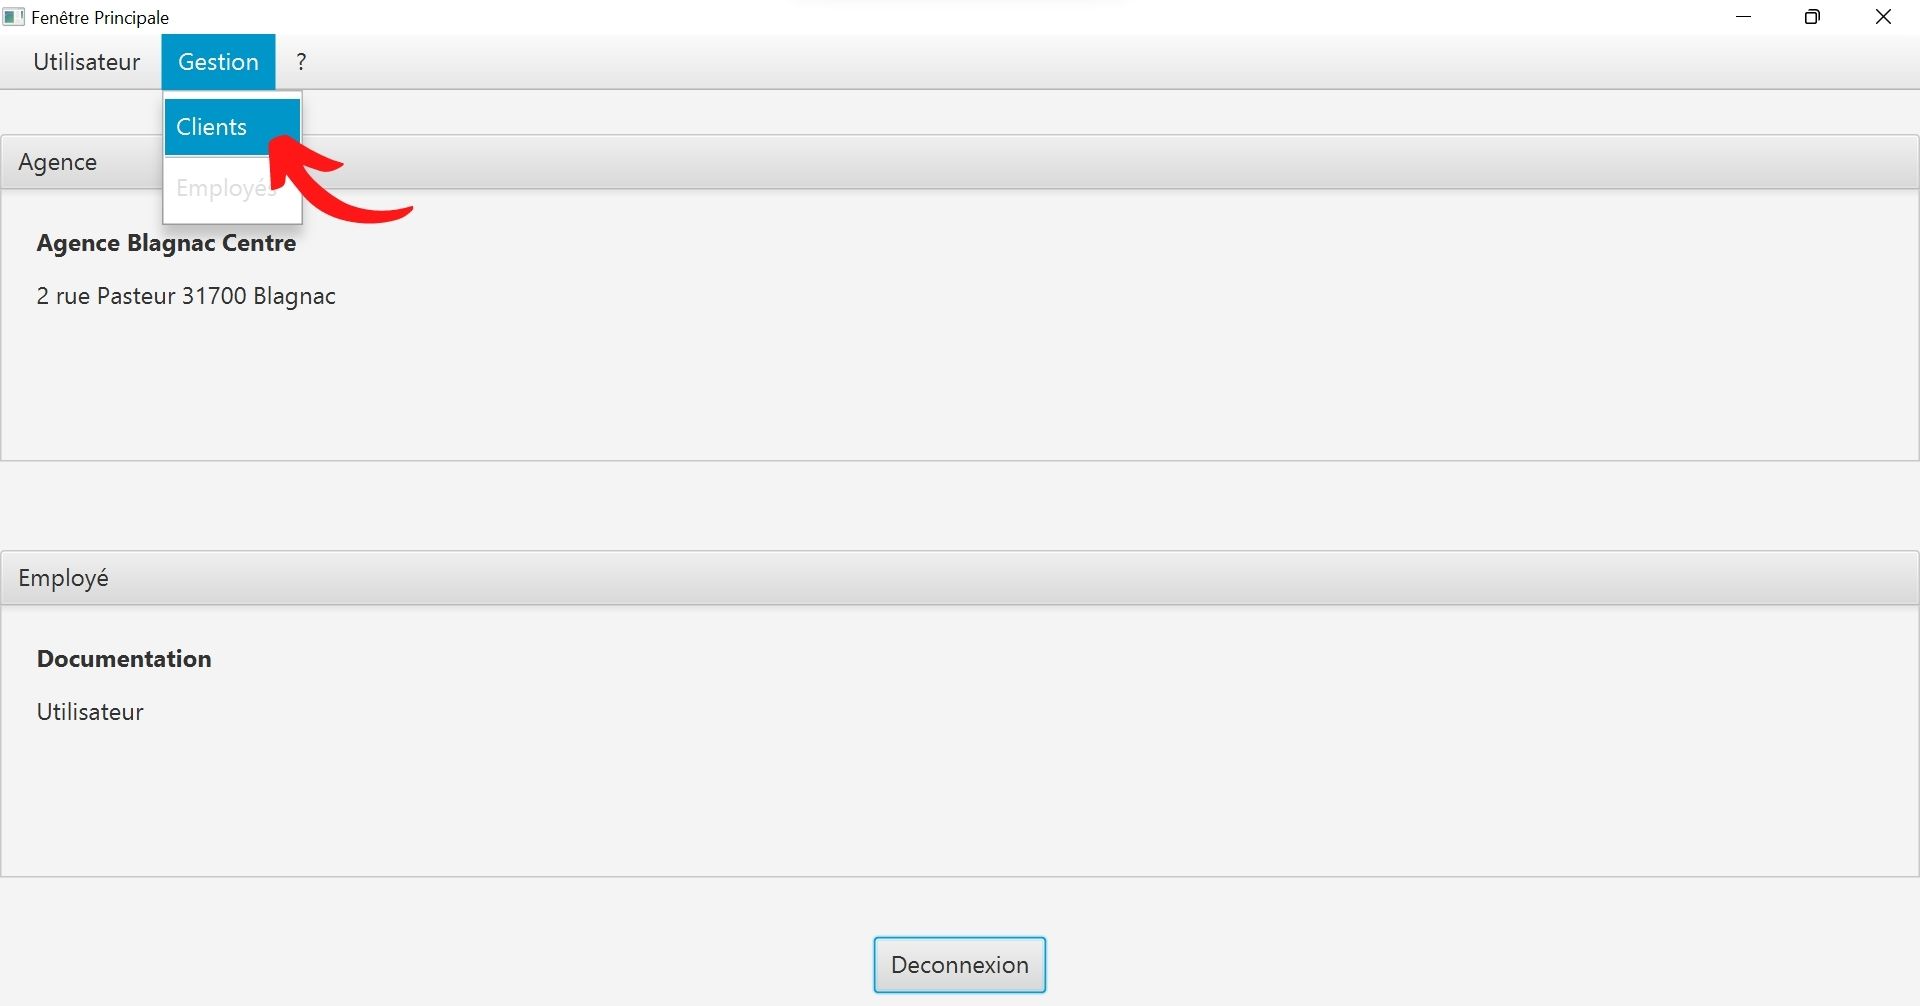 Fenêtre Principale
Utilisateur Gestion ?
Clients
Employés
Agence
Agence Blagnac Centre
2 rue Pasteur 31700 Blagnac
Employé
Documentation
Utilisateur
Deconnexion